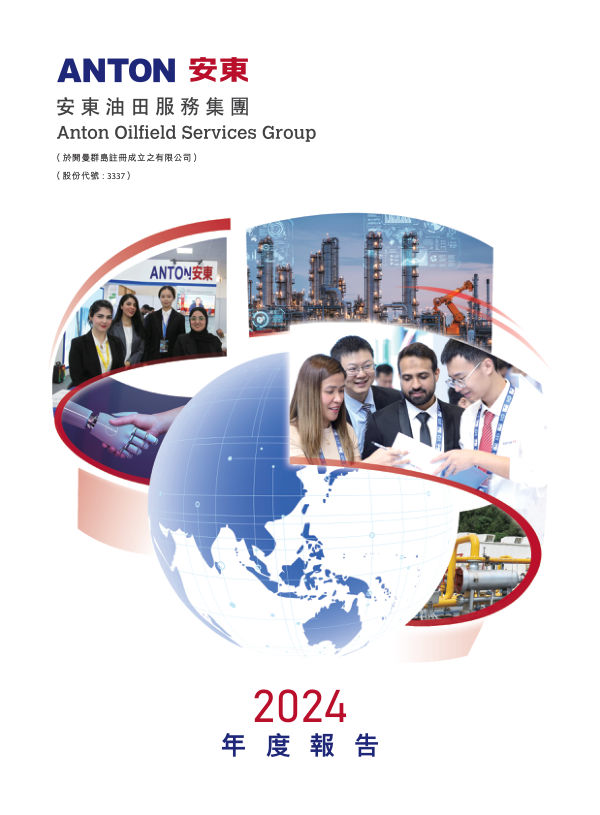 ANTON 安東
安東油田服務集團
Anton Oilfield Services Group
(於開曼群島註冊成立之有限公司)
(股份代號 : 3337)
ANTON安東
2024
年度報告